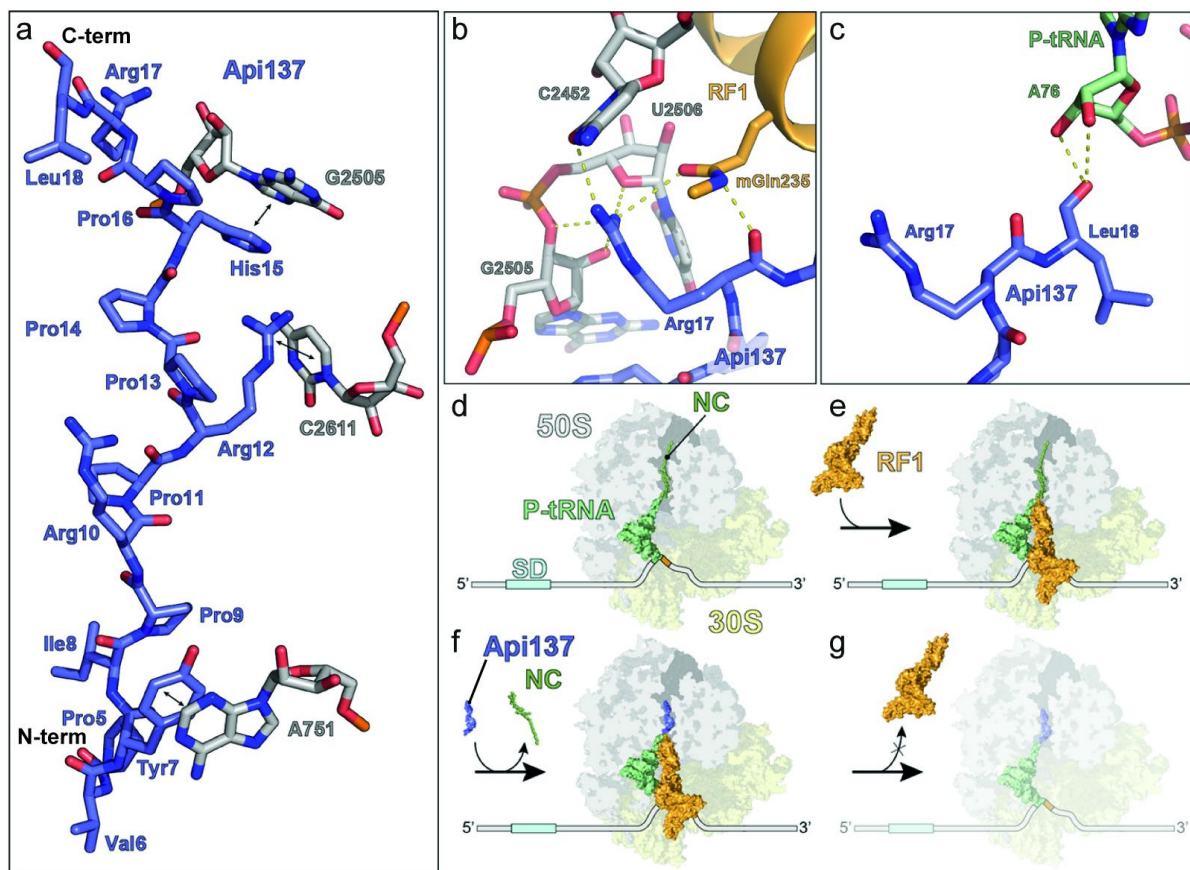 a
C-term
Arg17
Api137
Leu18
G2505
Pro16
His15
Pro14
Pro13
C2611
Arg12
Pro11
Arg10
Pro9
Ile8
Pro5
A751
N-term
Tyr7
Val6
b
C2452
RF1
U2506
mGln235
G2505
Arg17
Api137
c
P-tRNA
A76
Arg17
Leu18
Api137
d
50S
NC
P-tRNA
SD
5'
3'
30S
e
RF1
5'
3'
f
Api137
NC
5'
3'
g
5'
3'